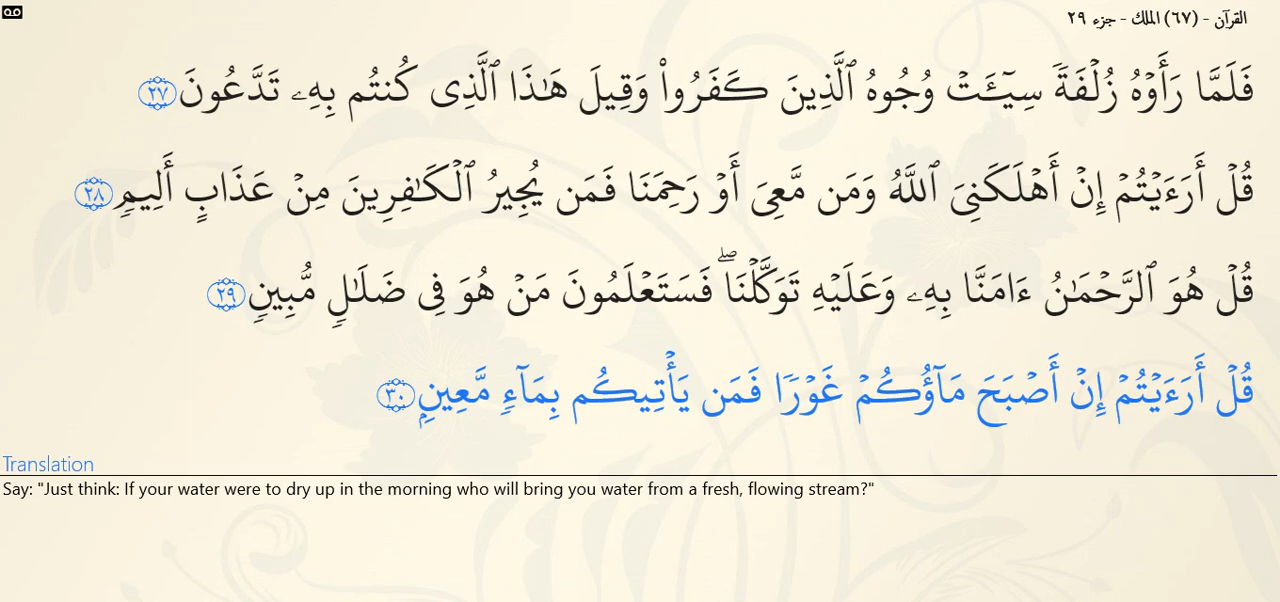 القرآن - (٦٧) الملك - جزء ٢٩
فَلَمَّا رَأَوْهُ زُلْفَةً سِيٓـَٔتْ وُجُوهُ ٱلَّذِينَ كَفَرُوا۟ وَقِيلَ هَـٰذَا ٱلَّذِى كُنتُم بِهِۦ تَدَّعُونَ ٢٧
قُلْ أَرَءَيْتُمْ إِنْ أَهْلَكَنِىَ ٱللَّهُ وَمَن مَّعِىَ أَوْ رَحِمَنَا فَمَن يُجِيرُ ٱلْكَـٰفِرِينَ مِنْ عَذَابٍ أَلِيمٍ ٢٨
قُلْ هُوَ ٱلرَّحْمَـٰنُ ءَامَنَّا بِهِۦ وَعَلَيْهِ تَوَكَّلْنَا ۖ فَسَتَعْلَمُونَ مَنْ هُوَ فِى ضَلَـٰلٍ مُّبِينٍ ٢٩
قُلْ أَرَءَيْتُمْ إِنْ أَصْبَحَ مَآؤُكُمْ غَوْرًا فَمَن يَأْتِيكُم بِمَآءٍ مَّعِينٍۭ ٣٠
Translation
Say: "Just think: If your water were to dry up in the morning who will bring you water from a fresh, flowing stream?"